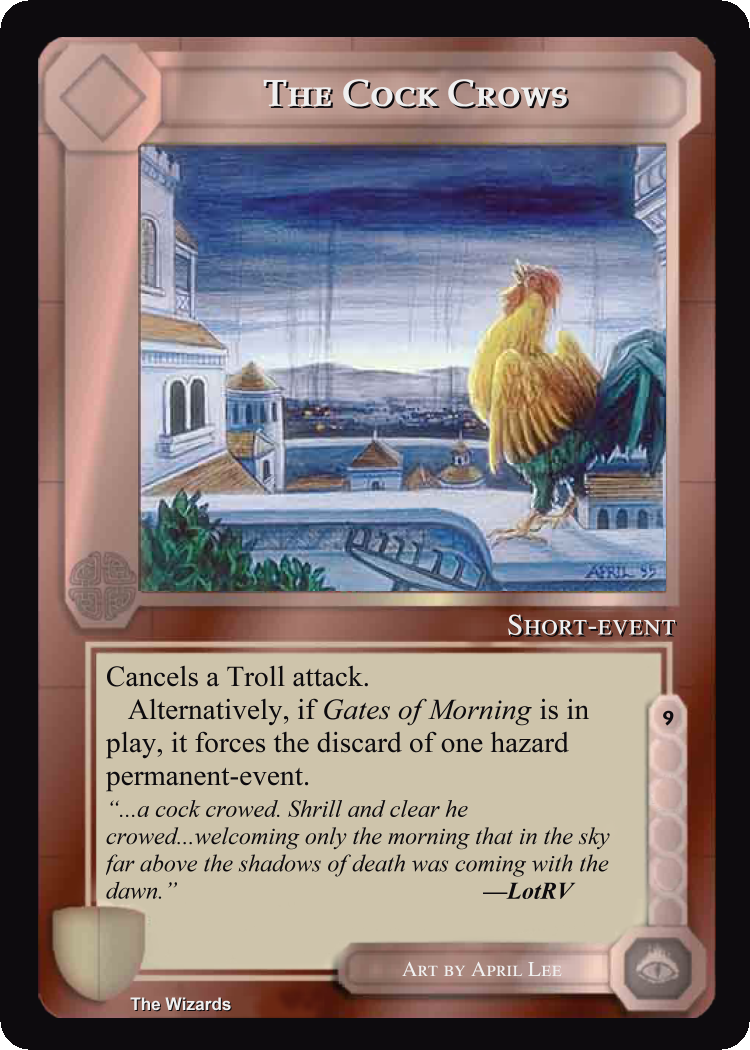 The Cock Crows
APRIL 95
Short-event
Cancels a Troll attack.
Alternatively, if Gates of Morning is in
play, it forces the discard of one hazard
permanent-event.
9
“...a cock crowed. Shrill and clear he
crowed...welcoming only the morning that in the sky
far above the shadows of death was coming with the
dawn.” —LotRV
Art by April Lee
The Wizards